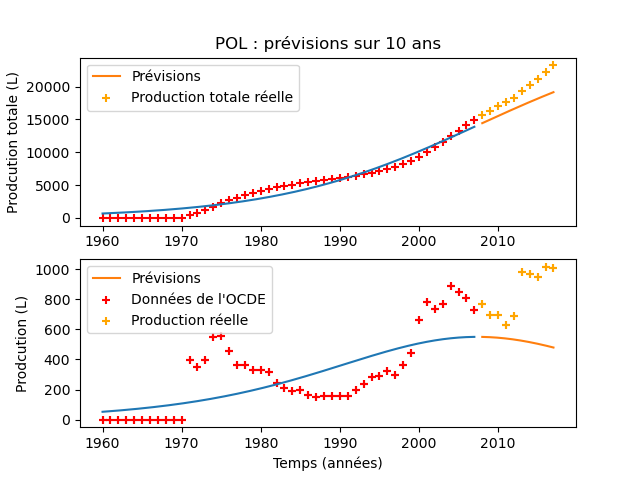 POL : prévisions sur 10 ans
Prodcution totale (L)
20000
15000
10000
5000
0
Prévisions
Production totale réelle
1960 1970 1980 1990 2000 2010
Prodcution (L)
1000
800
600
400
200
0
Prévisions
Données de l'OCDE
Production réelle
1960 1970 1980 1990 2000 2010
Temps (années)